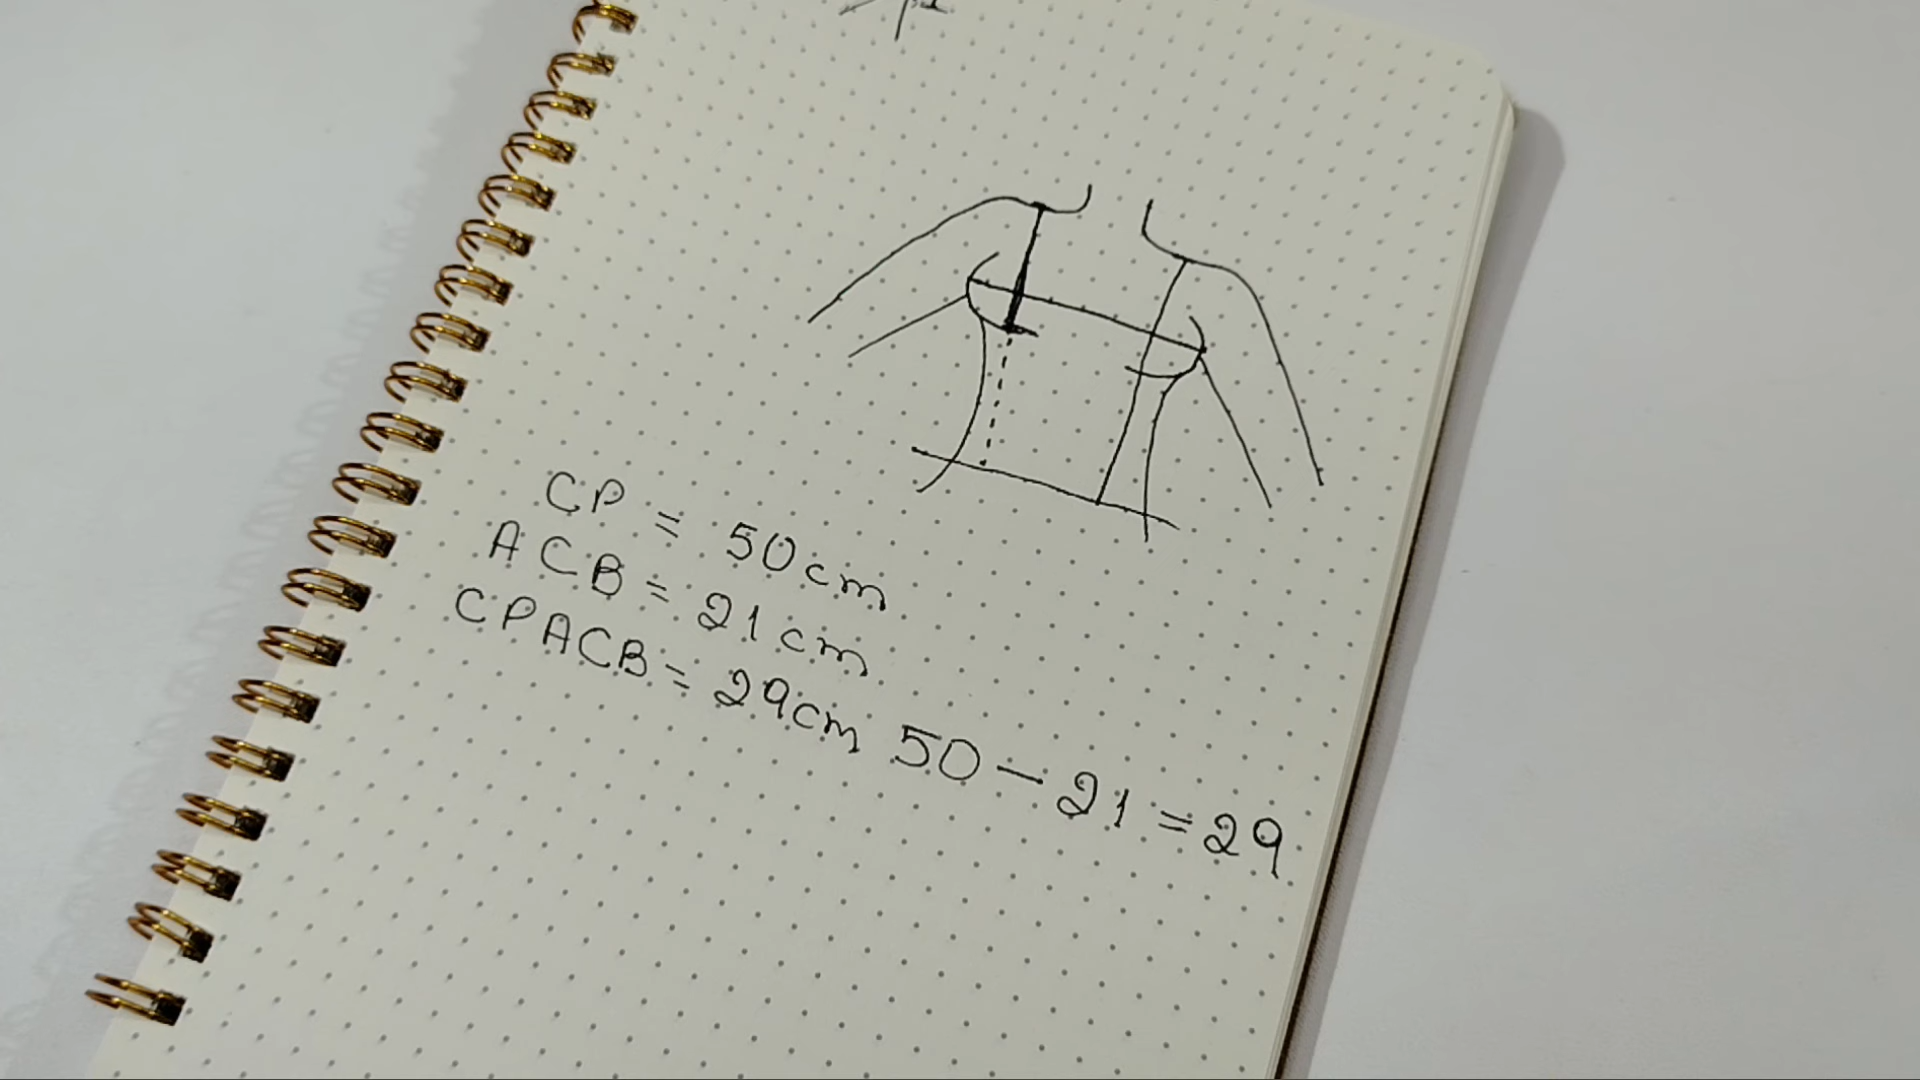 CP = 50cm
ACB = 21cm
CPACB = 29cm 50-21=29